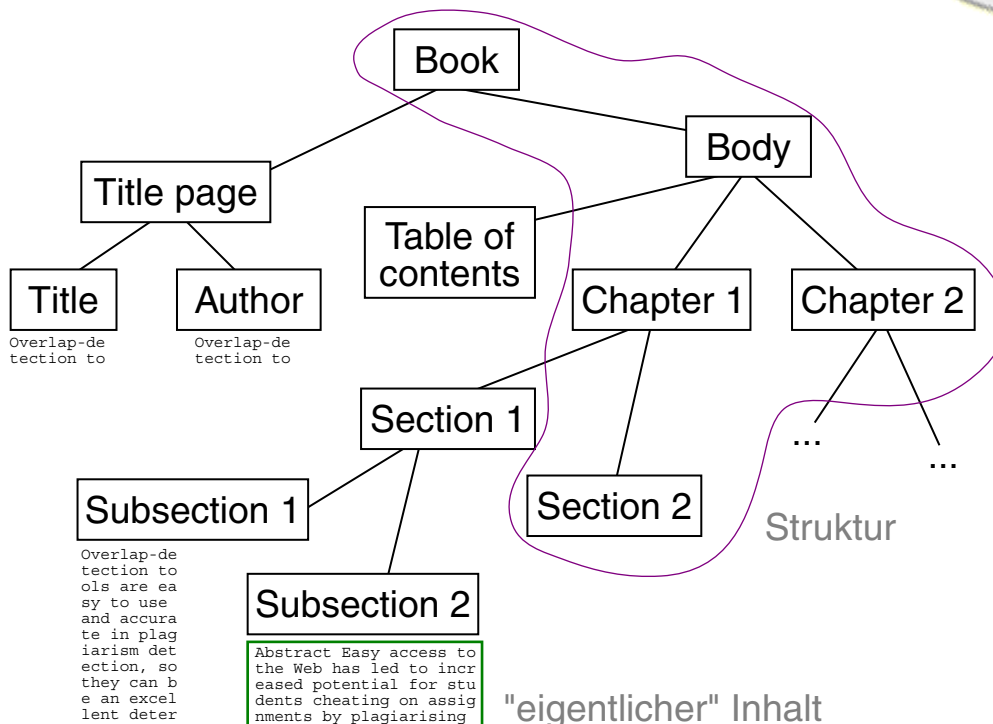 Book
Body
Title page
Table of
contents
Title
Author
Chapter 1
Chapter 2
Overlap-de
tection to
Overlap-de
tection to
Section 1
...
...
Subsection 1
Section 2
Struktur
Overlap-de
tection to
ols are ea
sy to use
and accura
te in plag
iarism det
ection, so
they can b
e an excel
lent deter
Subsection 2
Abstract Easy access to
the Web has led to incr
eased potential for stu
dents cheating on assig
nments by plagiarising
"eigentlicher" Inhalt